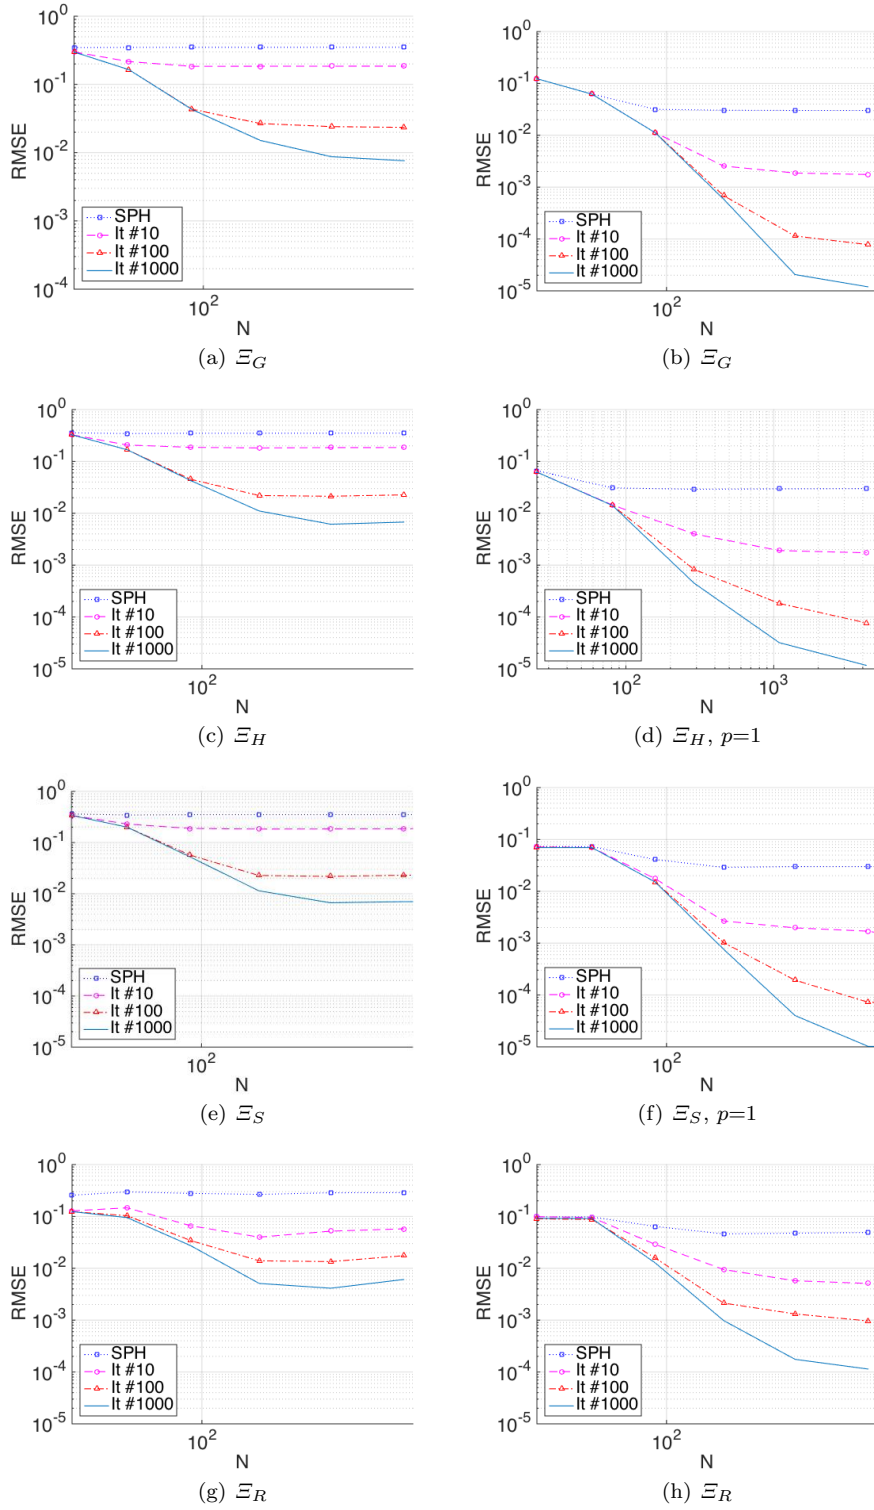 10^0
10^-1
10^-2
10^-3
10^-4
RMSE
SPH
It #10
It #100
It #1000
10^2
N
(a) Ξ_G
10^0
10^-1
10^-2
10^-3
10^-4
10^-5
RMSE
SPH
It #10
It #100
It #1000
10^2
N
(b) Ξ_G
10^0
10^-1
10^-2
10^-3
10^-4
10^-5
RMSE
SPH
It #10
It #100
It #1000
10^2
N
(c) Ξ_H
10^0
10^-1
10^-2
10^-3
10^-4
10^-5
RMSE
SPH
It #10
It #100
It #1000
10^2 10^3
N
(d) Ξ_H, p=1
10^0
10^-1
10^-2
10^-3
10^-4
10^-5
RMSE
SPH
It #10
It #100
It #1000
10^2
N
(e) Ξ_S
10^0
10^-1
10^-2
10^-3
10^-4
10^-5
RMSE
SPH
It #10
It #100
It #1000
10^2
N
(f) Ξ_S, p=1
10^0
10^-1
10^-2
10^-3
10^-4
10^-5
RMSE
SPH
It #10
It #100
It #1000
10^2
N
(g) Ξ_R
10^0
10^-1
10^-2
10^-3
10^-4
10^-5
RMSE
SPH
It #10
It #100
It #1000
10^2
N
(h) Ξ_R